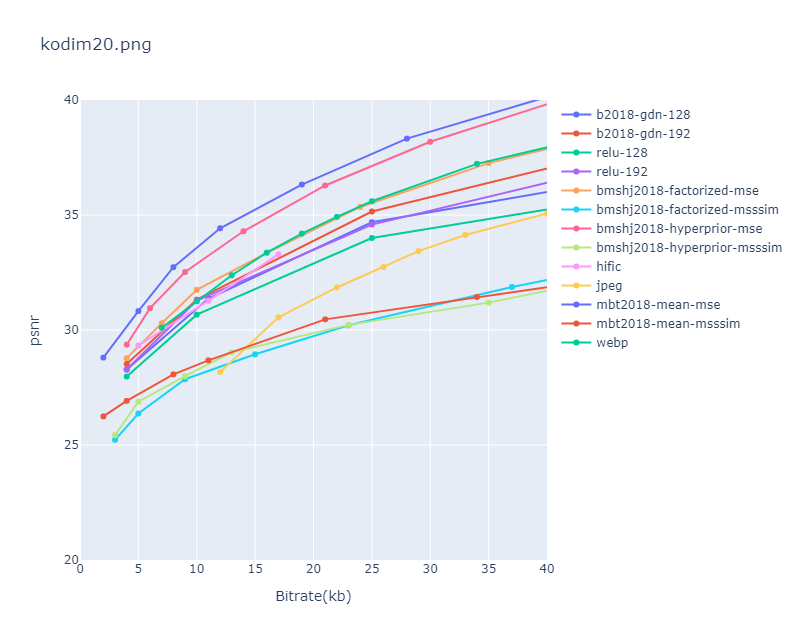 kodim20.png
psnr
40
35
30
25
20
0 5 10 15 20 25 30 35 40
Bitrate(kb)
b2018-gdn-128
b2018-gdn-192
relu-128
relu-192
bmshj2018-factorized-mse
bmshj2018-factorized-msssim
bmshj2018-hyperprior-mse
bmshj2018-hyperprior-msssim
hific
jpeg
mbt2018-mean-mse
mbt2018-mean-msssim
webp